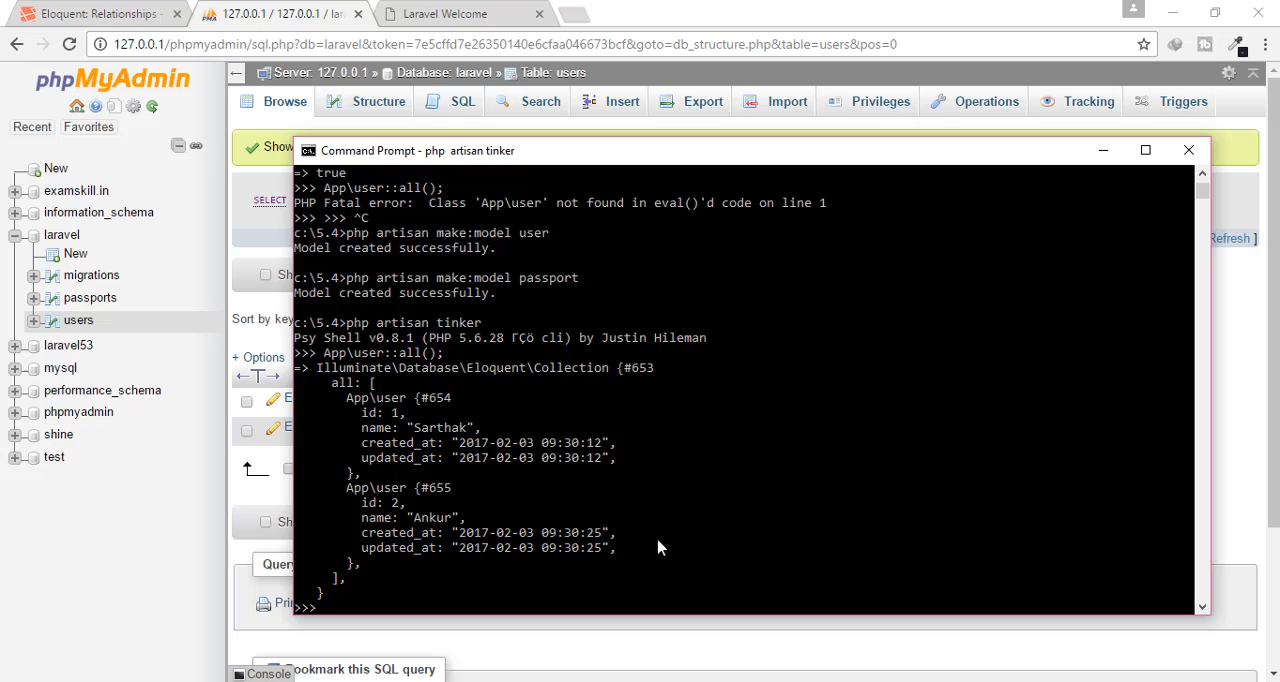 Eloquent: Relationships -
127.0.0.1 / 127.0.0.1 / lar
Laravel Welcome
127.0.0.1/phpmyadmin/sql.php?db=laravel&token=7e5cffd7e26350140e7cfaa046673bcf&goto=db_structure.php&table=users&pos=0
phpMyAdmin
Recent
Favorites
New
examskill.in
information_schema
laravel
New
migrations
passports
users
laravel53
mysql
performance_schema
phpmyadmin
shine
test
Server: 127.0.0.1 » Database: laravel » Table: users
Browse
Structure
SQL
Search
Insert
Export
Import
Privileges
Operations
Tracking
Triggers
Show
SELECT
Refresh ]
Sh
Sort by key
+ Options
E
E
Sh
Query
Prin
Console
Bookmark this SQL query
Command Prompt - php artisan tinker
=> true
>>> App\user::all();
PHP Fatal error:  Class 'App\user' not found in eval()'d code on line 1
>>> >>> ^C
c:\5.4>php artisan make:model user
Model created successfully.
c:\5.4>php artisan make:model passport
Model created successfully.
c:\5.4>php artisan tinker
Psy Shell v0.8.1 (PHP 5.6.28 ΓÇö cli) by Justin Hileman
>>> App\user::all();
=> Illuminate\Database\Eloquent\Collection {#653
all: [
App\user {#654
id: 1,
name: "Sarthak",
created_at: "2017-02-03 09:30:12",
updated_at: "2017-02-03 09:30:12",
},
App\user {#655
id: 2,
name: "Ankur",
created_at: "2017-02-03 09:30:25",
updated_at: "2017-02-03 09:30:25",
},
],
}
>>>